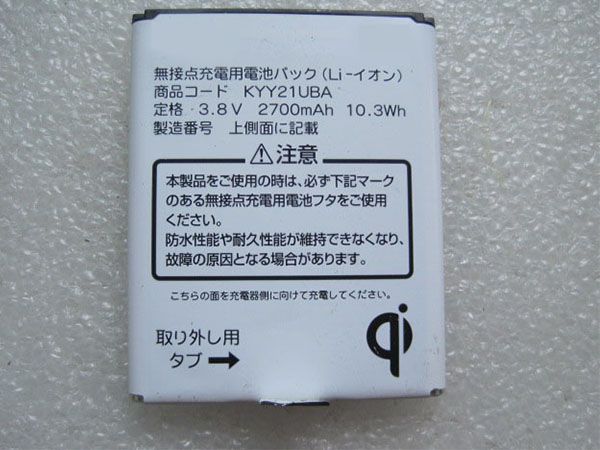 無接点充電用電池パック(Li-イオン)
商品コード KYY21UBA
定格 3.8V 2700mAh 10.3Wh
製造番号 上側面に記載
注意
本製品をご使用の時は、必ず下記マーク
のある無接点充電用電池フタをご使用
ください。
防水性能や耐久性能が維持できなくなり、
故障の原因となる場合があります。
こちらの面を充電器側に向けて充電してください。
取り外し用
タブ→
qi